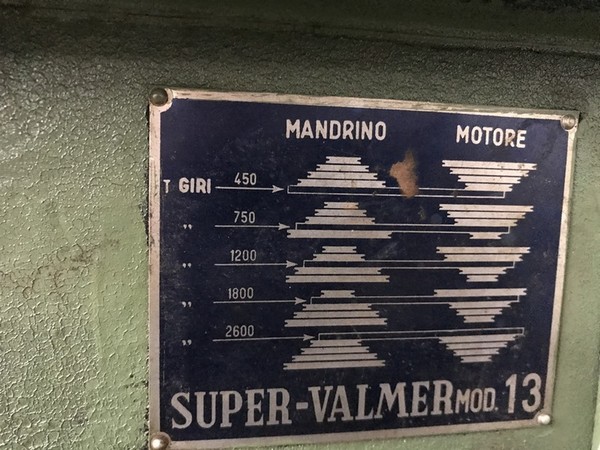 MANDRINO MOTORE
T GIRI 450
„ 750
„ 1200
„ 1800
„ 2600
SUPER-VALMER MOD. 13